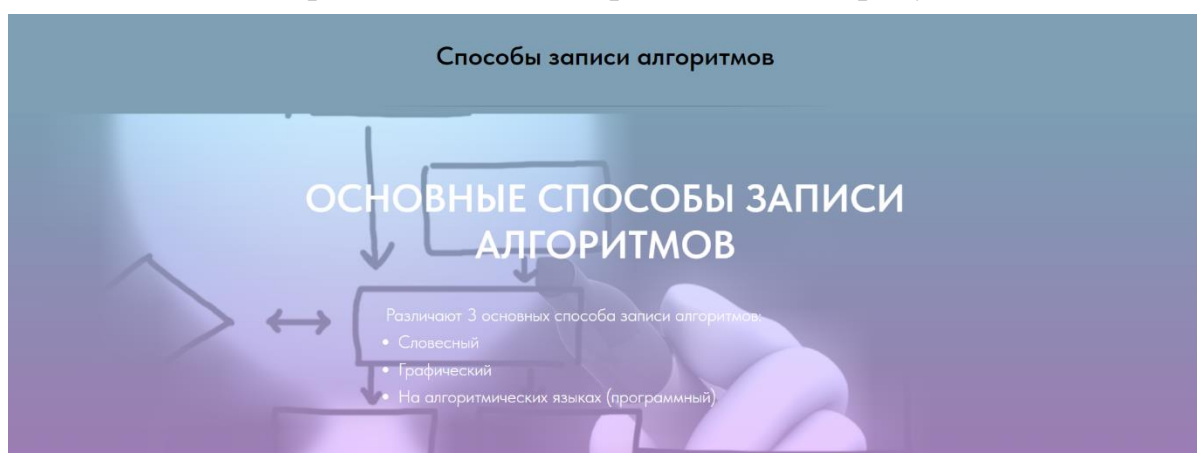 Способы записи алгоритмов
ОСНОВНЫЕ СПОСОБЫ ЗАПИСИ
АЛГОРИТМОВ
Различают 3 основных способа записи алгоритмов:
• Словесный
• Графический
• На алгоритмических языках (программный)